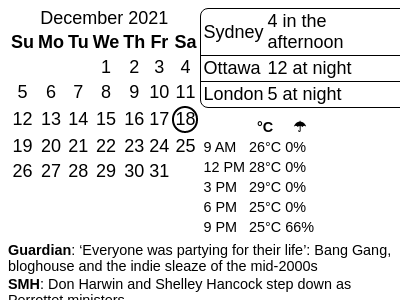 December 2021
Su Mo Tu We Th Fr Sa
1 2 3 4
5 6 7 8 9 10 11
12 13 14 15 16 17 18
19 20 21 22 23 24 25
26 27 28 29 30 31
Sydney 4 in the
afternoon
Ottawa 12 at night
London 5 at night
°C ☂
9 AM 26°C 0%
12 PM 28°C 0%
3 PM 29°C 0%
6 PM 25°C 0%
9 PM 25°C 66%
Guardian: ‘Everyone was partying for their life’: Bang Gang,
bloghouse and the indie sleaze of the mid-2000s
SMH: Don Harwin and Shelley Hancock step down as
Perrottet ministers